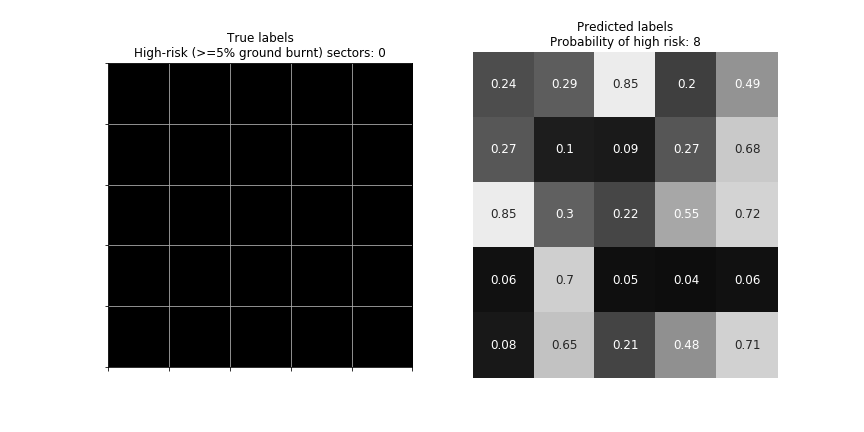 True labels
High-risk (>=5% ground burnt) sectors: 0
Predicted labels
Probability of high risk: 8
0.24 0.29 0.85 0.2 0.49
0.27 0.1 0.09 0.27 0.68
0.85 0.3 0.22 0.55 0.72
0.06 0.7 0.05 0.04 0.06
0.08 0.65 0.21 0.48 0.71